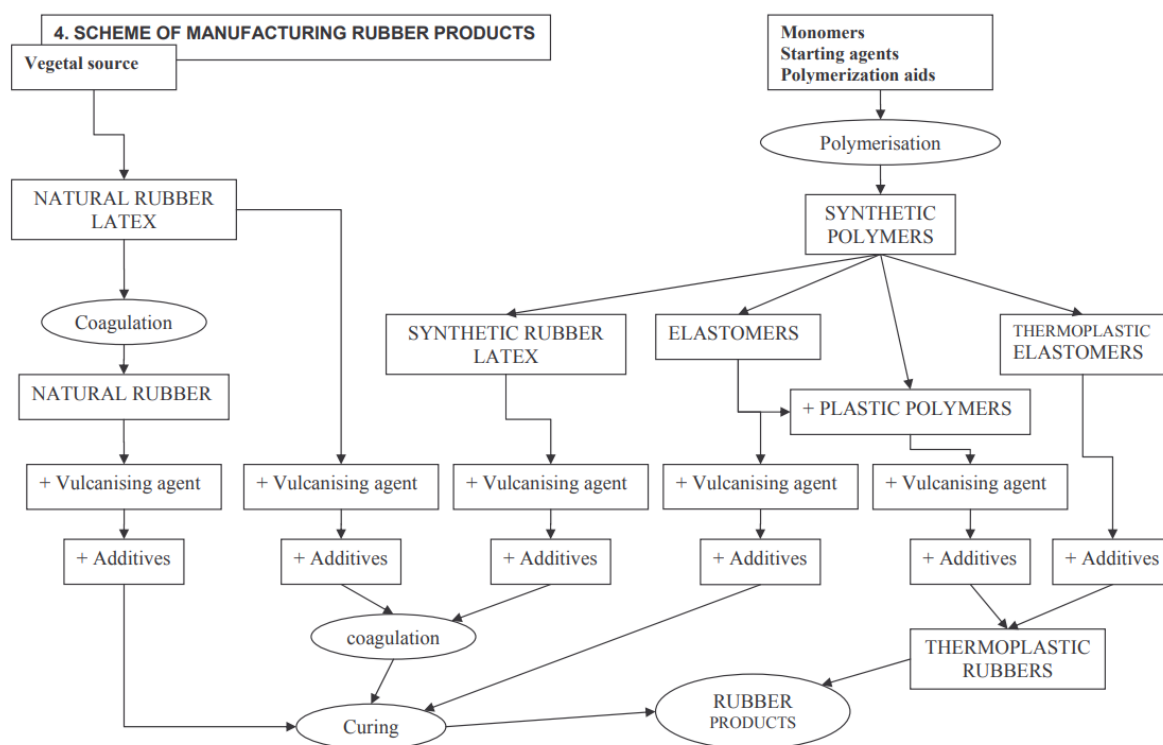 4. SCHEME OF MANUFACTURING RUBBER PRODUCTS
Vegetal source
Monomers
Starting agents
Polymerization aids
Polymerisation
NATURAL RUBBER
LATEX
SYNTHETIC
POLYMERS
Coagulation
SYNTHETIC RUBBER
LATEX
ELASTOMERS
THERMOPLASTIC
ELASTOMERS
NATURAL RUBBER
+ PLASTIC POLYMERS
+ Vulcanising agent
+ Vulcanising agent
+ Vulcanising agent
+ Vulcanising agent
+ Vulcanising agent
+ Additives
+ Additives
+ Additives
+ Additives
+ Additives
+ Additives
coagulation
THERMOPLASTIC
RUBBERS
Curing
RUBBER
PRODUCTS